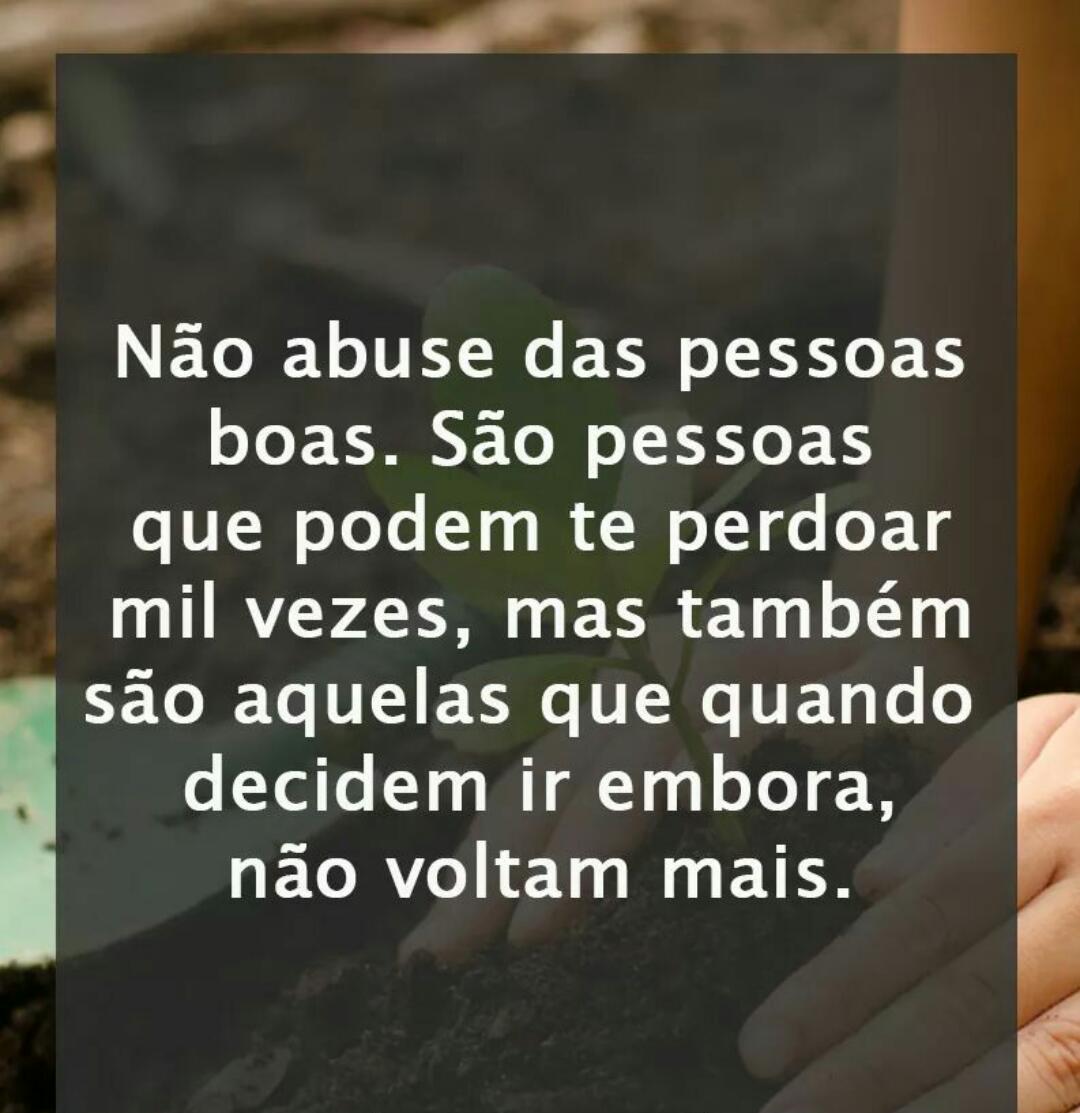 Não abuse das pessoas
boas. São pessoas
que podem te perdoar
mil vezes, mas também
são aquelas que quando
decidem ir embora,
não voltam mais.